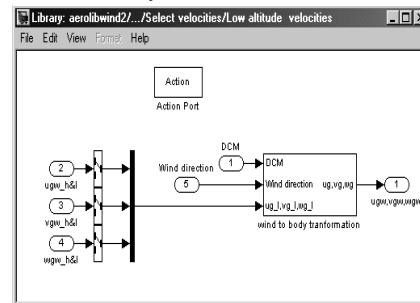 Library: aerolibwind2/.../Select velocities/Low altitude velocities
File Edit View Format Help
Action
Action Port
DCM
1
DCM
Wind direction
5
Wind direction
ug,vg,wg
1
ugw,vgw,wgw
ug_l,vg_l,wg_l
wind to body tranformation
2
ugw_h&l
3
vgw_h&l
4
wgw_h&l